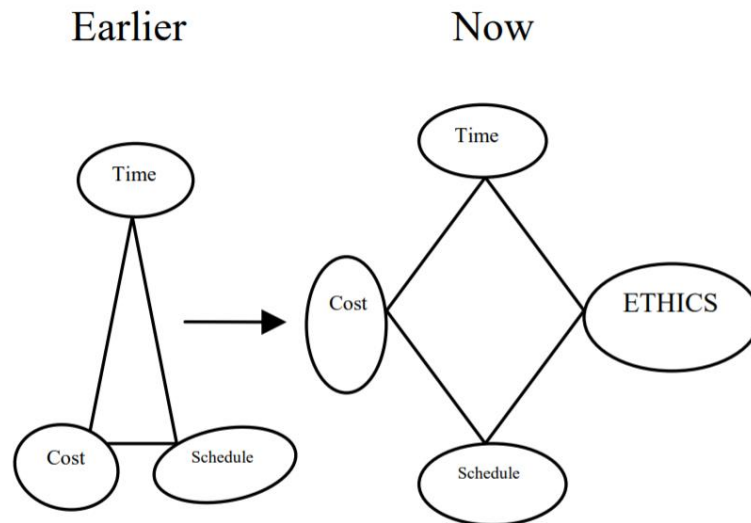 Earlier
Now
Time
Cost
Schedule
Time
Cost
ETHICS
Schedule